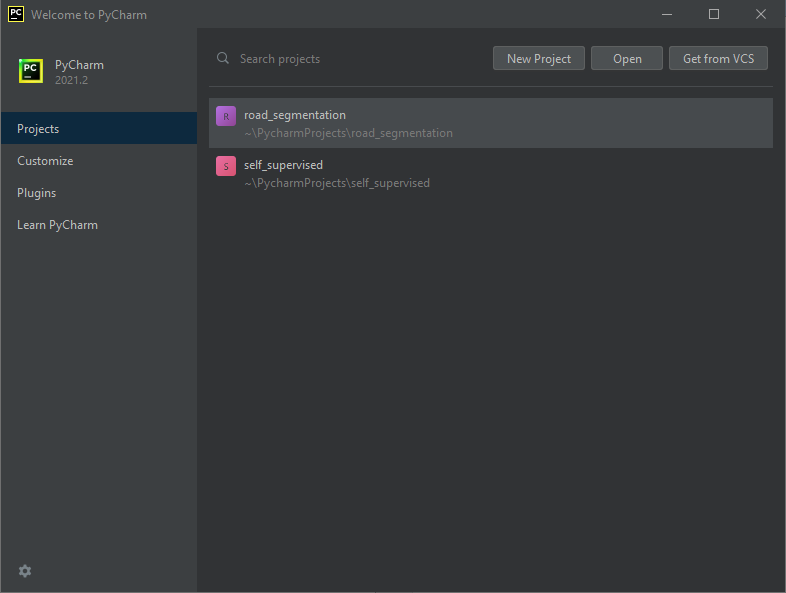 PC Welcome to PyCharm
PC
PyCharm
2021.2
Search projects
New Project
Open
Get from VCS
Projects
Customize
Plugins
Learn PyCharm
R
road_segmentation
~\PycharmProjects\road_segmentation
S
self_supervised
~\PycharmProjects\self_supervised